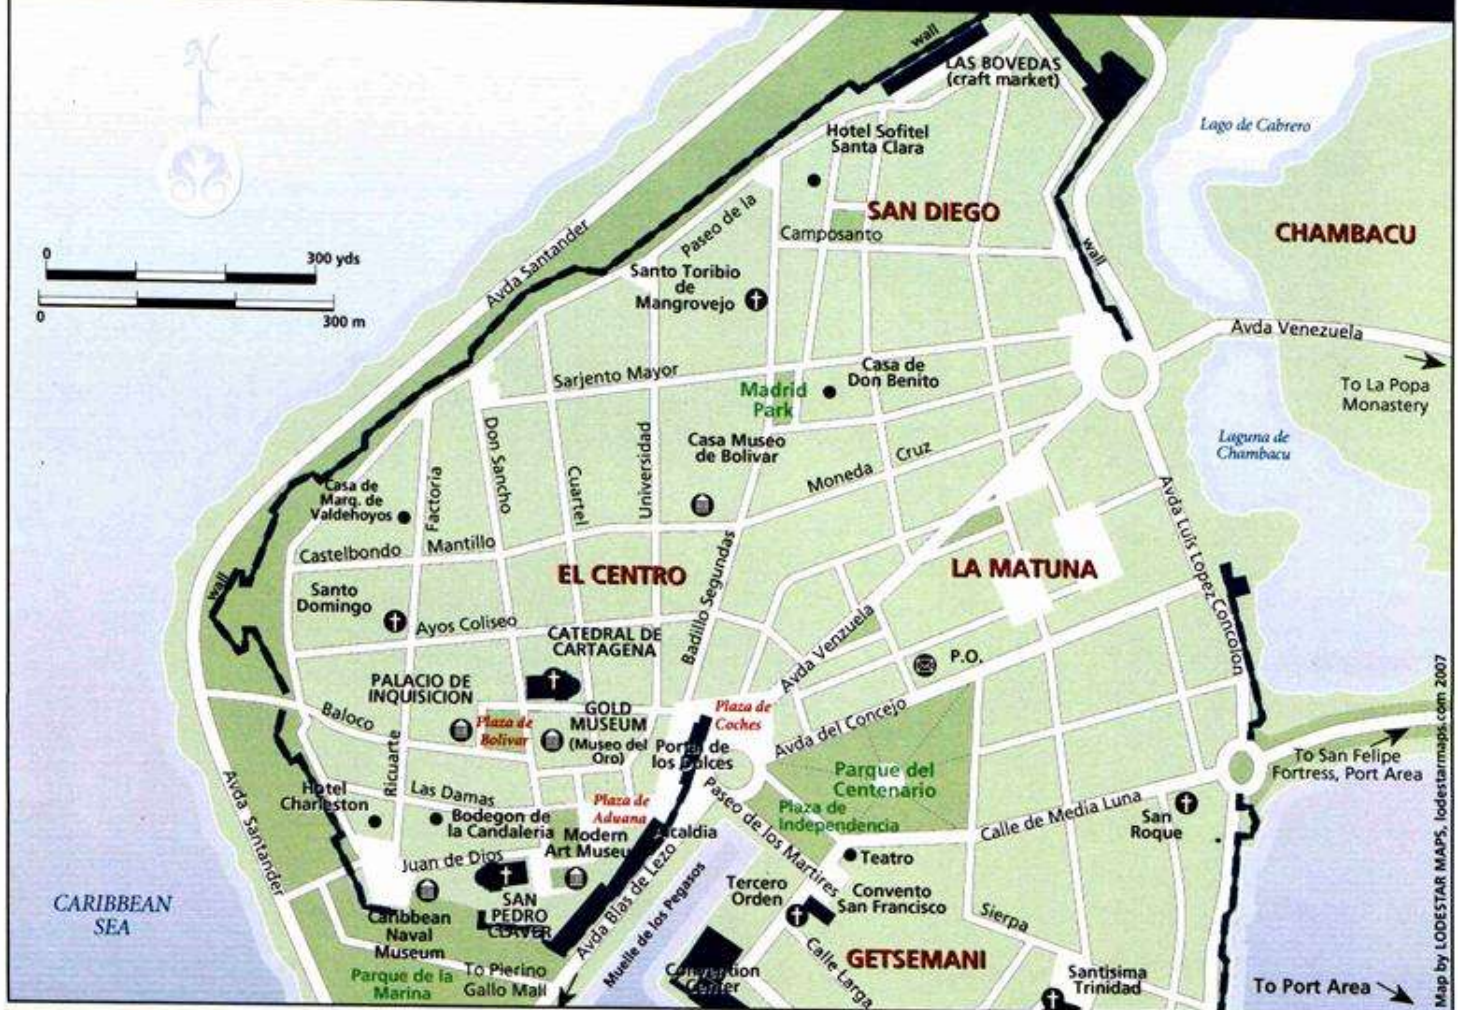 N
wall
LAS BOVEDAS
(craft market)
Lago de Cabrero
Hotel Sofitel
Santa Clara
SAN DIEGO
CHAMBACU
Paseo de la
Camposanto
wall
0
300 yds
0
300 m
Avda Santander
Santo Toribio
de
Mangrovejo
Avda Venezuela
To La Popa
Monastery
Sarjento Mayor
Casa de
Don Benito
Madrid
Park
Laguna de
Chambacu
Casa Museo
de Bolivar
Moneda
Cruz
Don Sancho
Universidad
Cuartel
Factoria
Casa de
Marq. de
Valdehoyos
Avda Luis Lopez Concolon
Castelbondo
Mantillo
EL CENTRO
LA MATUNA
wall
Santo
Domingo
Ayos Coliseo
Badillo Segundas
CATEDRAL DE
CARTAGENA
Avda Venzuela
P.O.
PALACIO DE
INQUISICION
Baloco
Plaza de
Bolivar
GOLD
MUSEUM
(Museo del
Oro)
Plaza de
Coches
Portal de
los Dulces
Avda del Concejo
Ricuarte
To San Felipe
Fortress, Port Area
Parque del
Centenario
Plaza de
Independencia
Hotel
Charleston
Las Damas
Plaza de
Aduana
Paseo de los Martires
Calle de Media Luna
San
Roque
Avda Santander
Bodegon de
la Candaleria
Modern
Art Museu
Alcaldia
Teatro
Juan de Dios
Avda Blas de Lezo
Muelle de los Pegasos
Tercero
Orden
Convento
San Francisco
Sierpa
CARIBBEAN
SEA
Caribbean
Naval
Museum
SAN
PEDRO
CLAVER
Calle Larga
GETSEMANI
Parque de la
Marina
To Pierino
Gallo Mall
Convention
Center
Santisima
Trinidad
To Port Area
Map by LODESTAR MAPS, lodestarmaps.com 2007